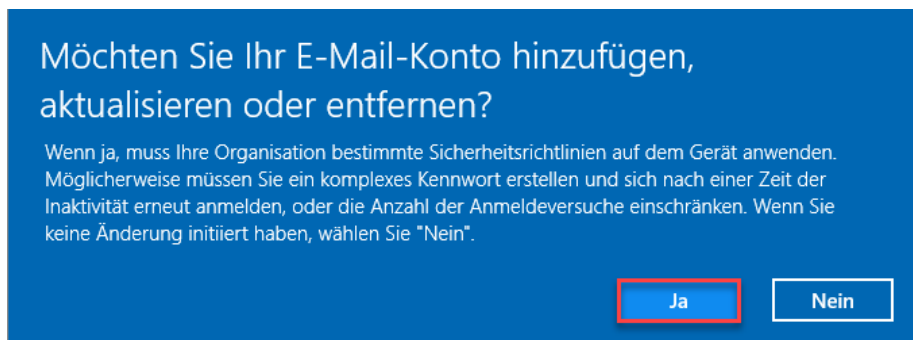 Möchten Sie Ihr E-Mail-Konto hinzufügen,
aktualisieren oder entfernen?
Wenn ja, muss Ihre Organisation bestimmte Sicherheitsrichtlinien auf dem Gerät anwenden.
Möglicherweise müssen Sie ein komplexes Kennwort erstellen und sich nach einer Zeit der
Inaktivität erneut anmelden, oder die Anzahl der Anmeldeversuche einschränken. Wenn Sie
keine Änderung initiiert haben, wählen Sie "Nein".
Ja
Nein